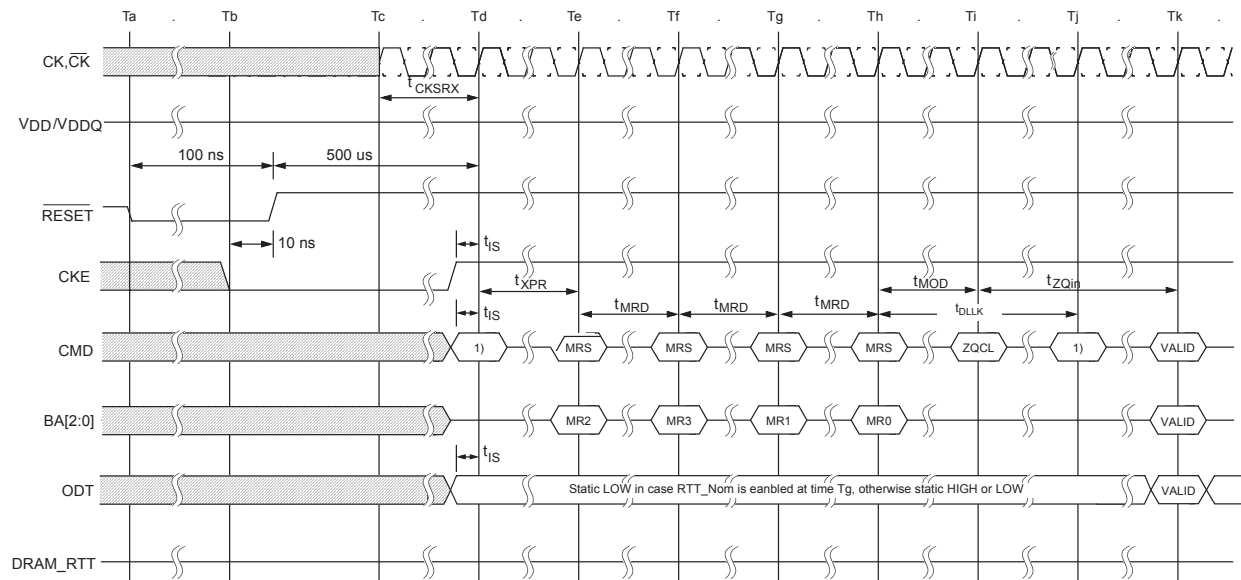 Ta . Tb . Tc . Td . Te . Tf . Tg . Th . Ti . Tj . Tk .
CK,CK
tCKSRX
VDD/VDDQ
100 ns 500 us
RESET
10 ns tIS
CKE
tXPR tMOD tZQin
tIS tMRD tMRD tMRD tDLLK
CMD 1) MRS MRS MRS MRS ZQCL 1) VALID
BA[2:0] MR2 MR3 MR1 MR0 VALID
tIS
ODT Static LOW in case RTT_Nom is eanbled at time Tg, otherwise static HIGH or LOW VALID
DRAM_RTT